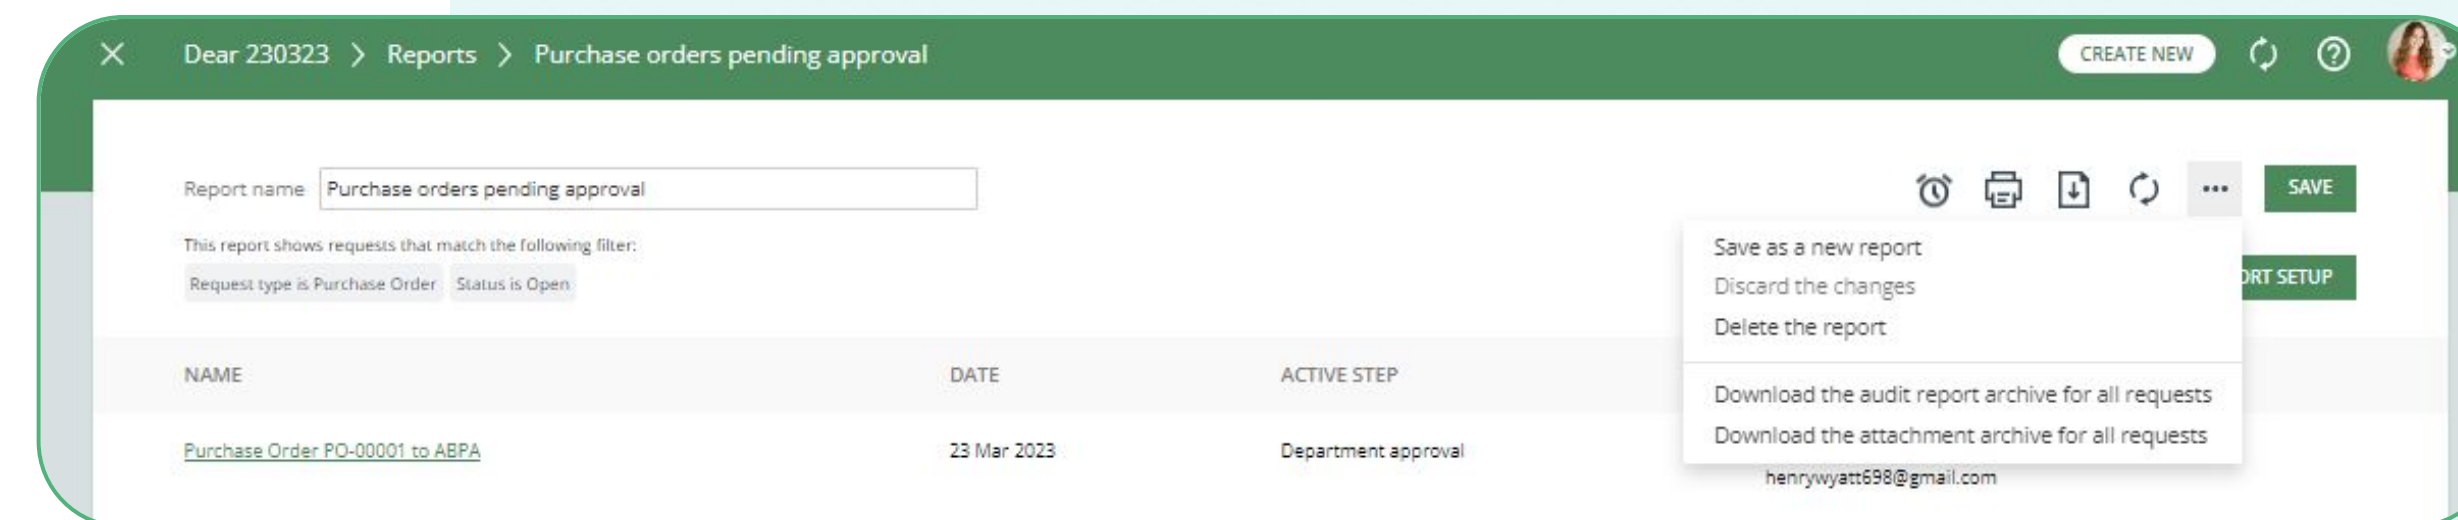 Dear 230323 > Reports > Purchase orders pending approval
CREATE NEW
Report name Purchase orders pending approval
SAVE
This report shows requests that match the following filter:
Request type is Purchase Order Status is Open
Save as a new report
Discard the changes
SETUP
Delete the report
NAME DATE ACTIVE STEP
Download the audit report archive for all requests
Download the attachment archive for all requests
Purchase Order PO-00001 to ABPA 23 Mar 2023 Department approval
henrywyatt698@gmail.com